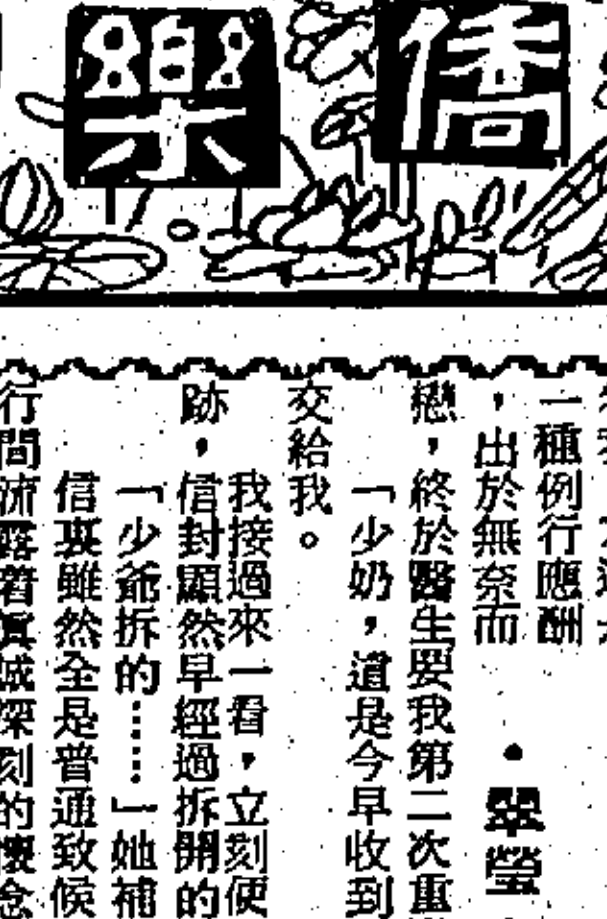 僑樂
一種例行應酬
，出於無奈而
•翠瑩
戀，終於醫生要我第二次重
「少奶，這是今早收到
交給我。
我接過來一看，立刻便
跡，信封顯然早經過拆開的
「少爺拆的……」她補
信裏雖然全是普通致候
行間流露着真誠深刻的懷念